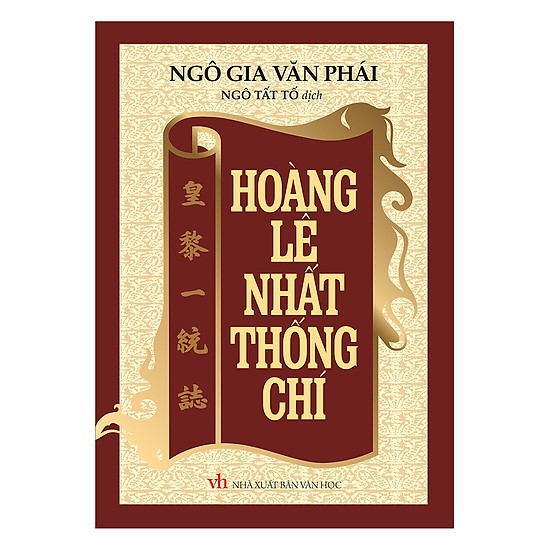 NGÔ GIA VĂN PHÁI
NGÔ TẤT TỐ dịch
皇黎一統誌
HOÀNG
LÊ
NHẤT
THỐNG
CHÍ
vh NHÀ XUẤT BẢN VĂN HỌC